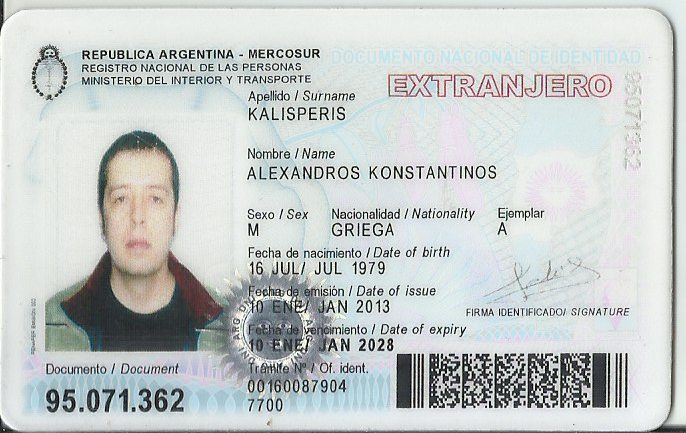 REPUBLICA ARGENTINA - MERCOSUR
REGISTRO NACIONAL DE LAS PERSONAS
MINISTERIO DEL INTERIOR Y TRANSPORTE
DOCUMENTO NACIONAL DE IDENTIDAD
EXTRANJERO
95071362
Apellido / Surname
KALISPERIS
Nombre / Name
ALEXANDROS KONSTANTINOS
Sexo / Sex Nacionalidad / Nationality Ejemplar
M GRIEGA A
Fecha de nacimiento / Date of birth
16 JUL/ JUL 1979
Fecha de emisión / Date of issue
10 ENE/ JAN 2013
FIRMA IDENTIFICADO/ SIGNATURE
Fecha de vencimiento / Date of expiry
10 ENE/ JAN 2028
Documento / Document
95.071.362
Trámite Nº / Of. ident.
00160087904
7700